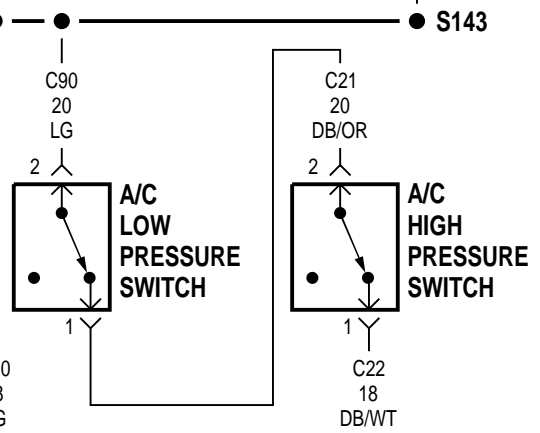 S143
C90
20
LG
C21
20
DB/OR
2
2
A/C
LOW
PRESSURE
SWITCH
A/C
HIGH
PRESSURE
SWITCH
1
1
C22
18
DB/WT